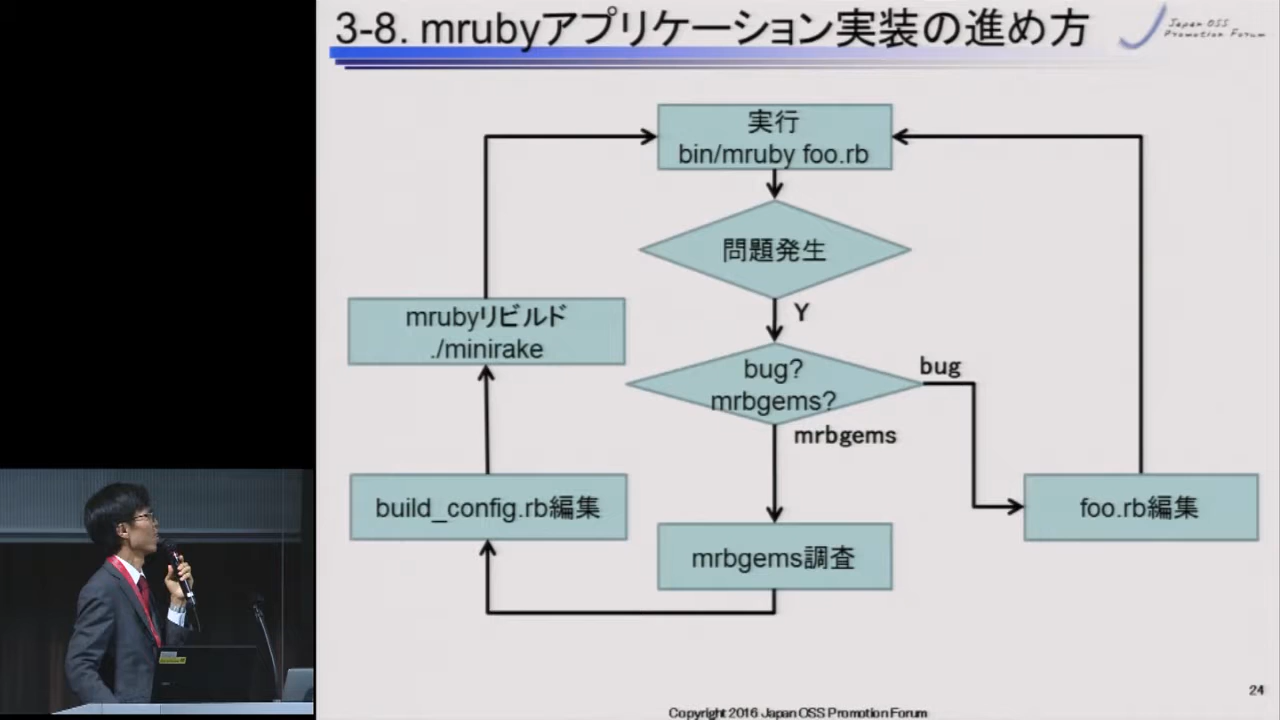 3-8. mrubyアプリケーション実装の進め方
Japan OSS
Promotion Forum
実行
bin/mruby foo.rb
問題発生
Y
mrubyリビルド
./minirake
bug?
mrbgems?
bug
mrbgems
build_config.rb編集
foo.rb編集
mrbgems調査
24
Copyright 2016 Japan OSS Promotion Forum